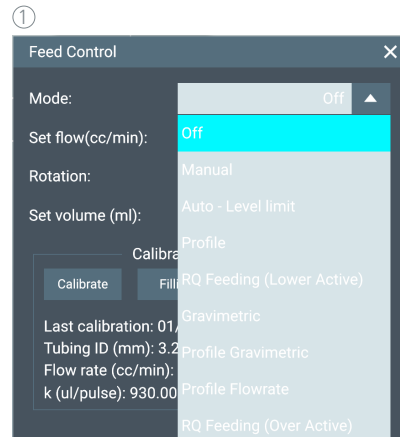 ①
Feed Control ×
Mode: Off
Off
Set flow(cc/min):
Manual
Rotation:
Auto - Level limit
Set volume (ml):
Profile
Calibra
RQ Feeding (Lower Active)
Calibrate Filli
Gravimetric
Last calibration: 01/
Tubing ID (mm): 3.2
Profile Gravimetric
Flow rate (cc/min):
k (ul/pulse): 930.00
Profile Flowrate
RQ Feeding (Over Active)